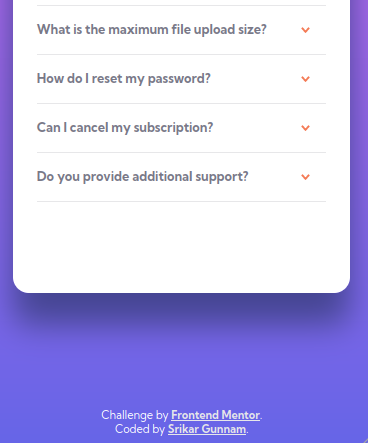 What is the maximum file upload size?
How do I reset my password?
Can I cancel my subscription?
Do you provide additional support?
Challenge by Frontend Mentor.
Coded by Srikar Gunnam.